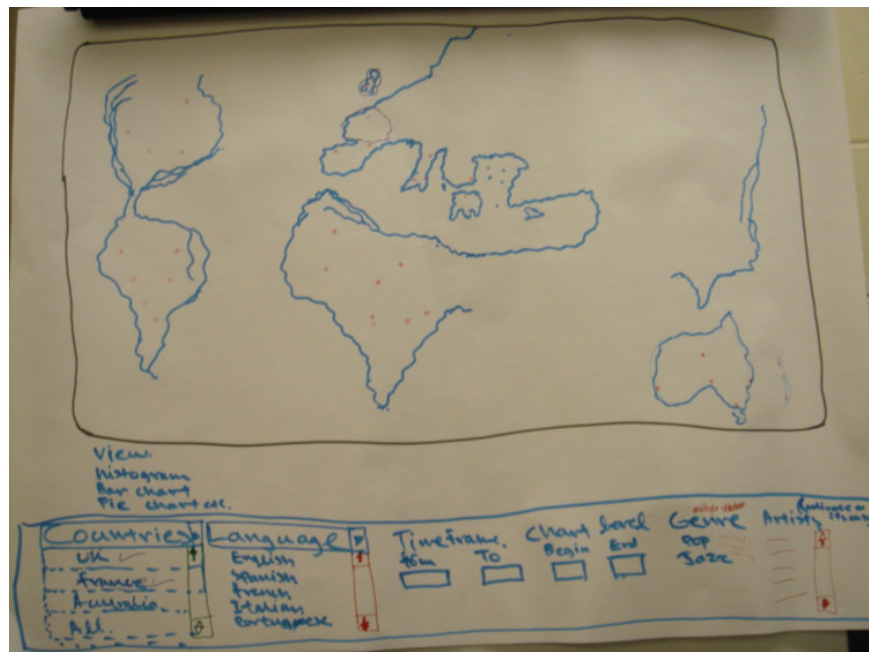 View.
Histogram
Bar chart
Pie chart etc.
Countries
UK
France
Australia
All.
Language
English
Spanish
French
Italian
Portuguese
Timeframe.
from
To
Chart level
Begin
End
Genre
Pop
Jazz
Artists